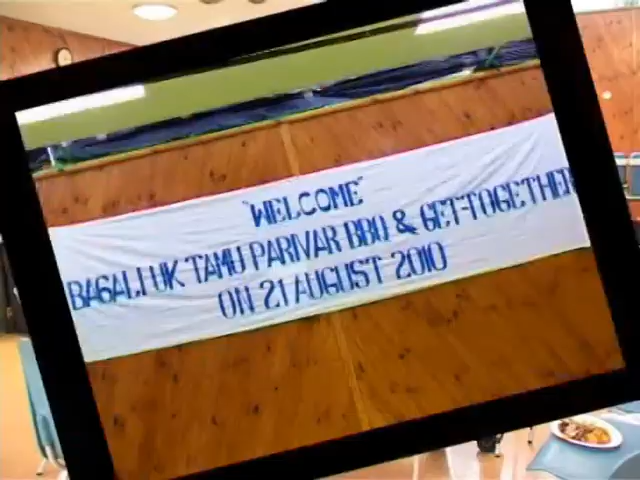 "WELCOME"
BAGALI UK TAMU PARIVAR BBQ & GET-TOGETHER
ON 21 AUGUST 2010